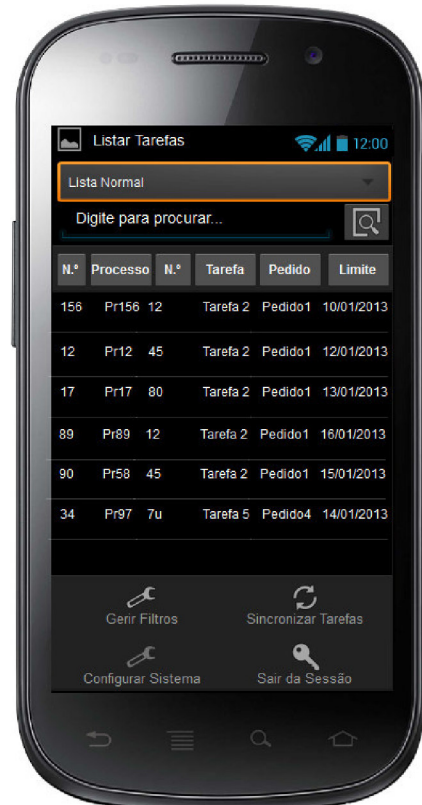 Listar Tarefas 12:00
Lista Normal
Digite para procurar...
N.º Processo N.º Tarefa Pedido Limite
156 Pr156 12 Tarefa 2 Pedido1 10/01/2013
12 Pr12 45 Tarefa 2 Pedido1 12/01/2013
17 Pr17 80 Tarefa 2 Pedido1 13/01/2013
89 Pr89 12 Tarefa 2 Pedido1 16/01/2013
90 Pr58 45 Tarefa 2 Pedido1 15/01/2013
34 Pr97 7u Tarefa 5 Pedido4 14/01/2013
Gerir Filtros Sincronizar Tarefas
Configurar Sistema Sair da Sessão